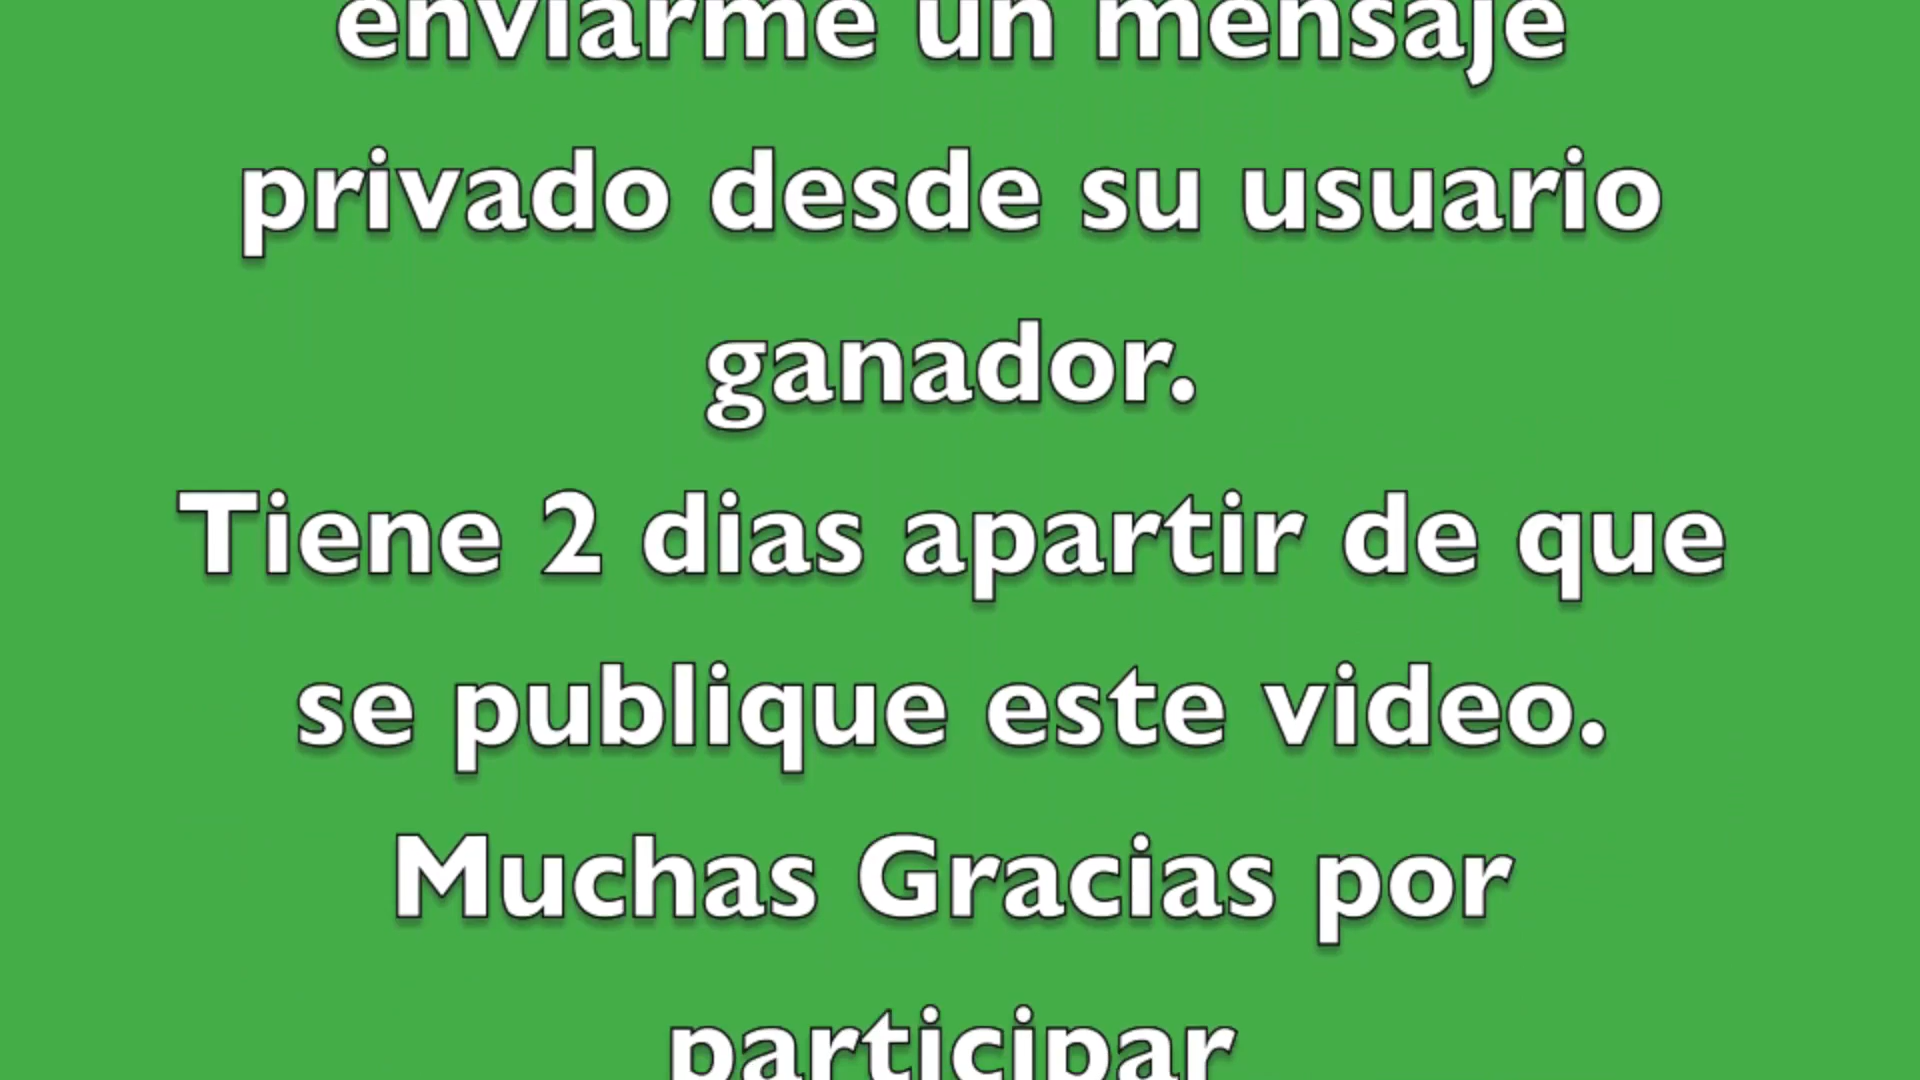 enviarme un mensaje
privado desde su usuario
ganador.
Tiene 2 dias apartir de que
se publique este video.
Muchas Gracias por
participar